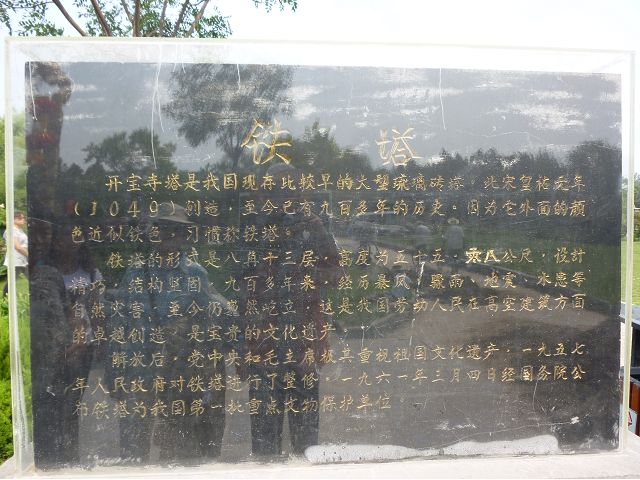 铁塔
开宝寺塔是我国现存比较早的大型琉璃砖塔。北宋皇祐元年
（1049）创造，至今已有九百多年的历史。因为它外面的颜
色近似铁色，习惯称铁塔。
铁塔的形式是八角十三层，高度为五十五·八公尺，设计
精巧，结构坚固，九百多年来，经历暴风、骤雨、地震、水患等
自然灾害，至今仍巍然屹立，是我国劳动人民在高空建筑方面
的卓越创造，是宝贵的文化遗产。
解放后，党中央和毛主席极其重视祖国文化遗产，一九五七
年人民政府对铁塔进行了整修，一九六一年三月四日经国务院公
布铁塔为我国第一批重点文物保护单位。